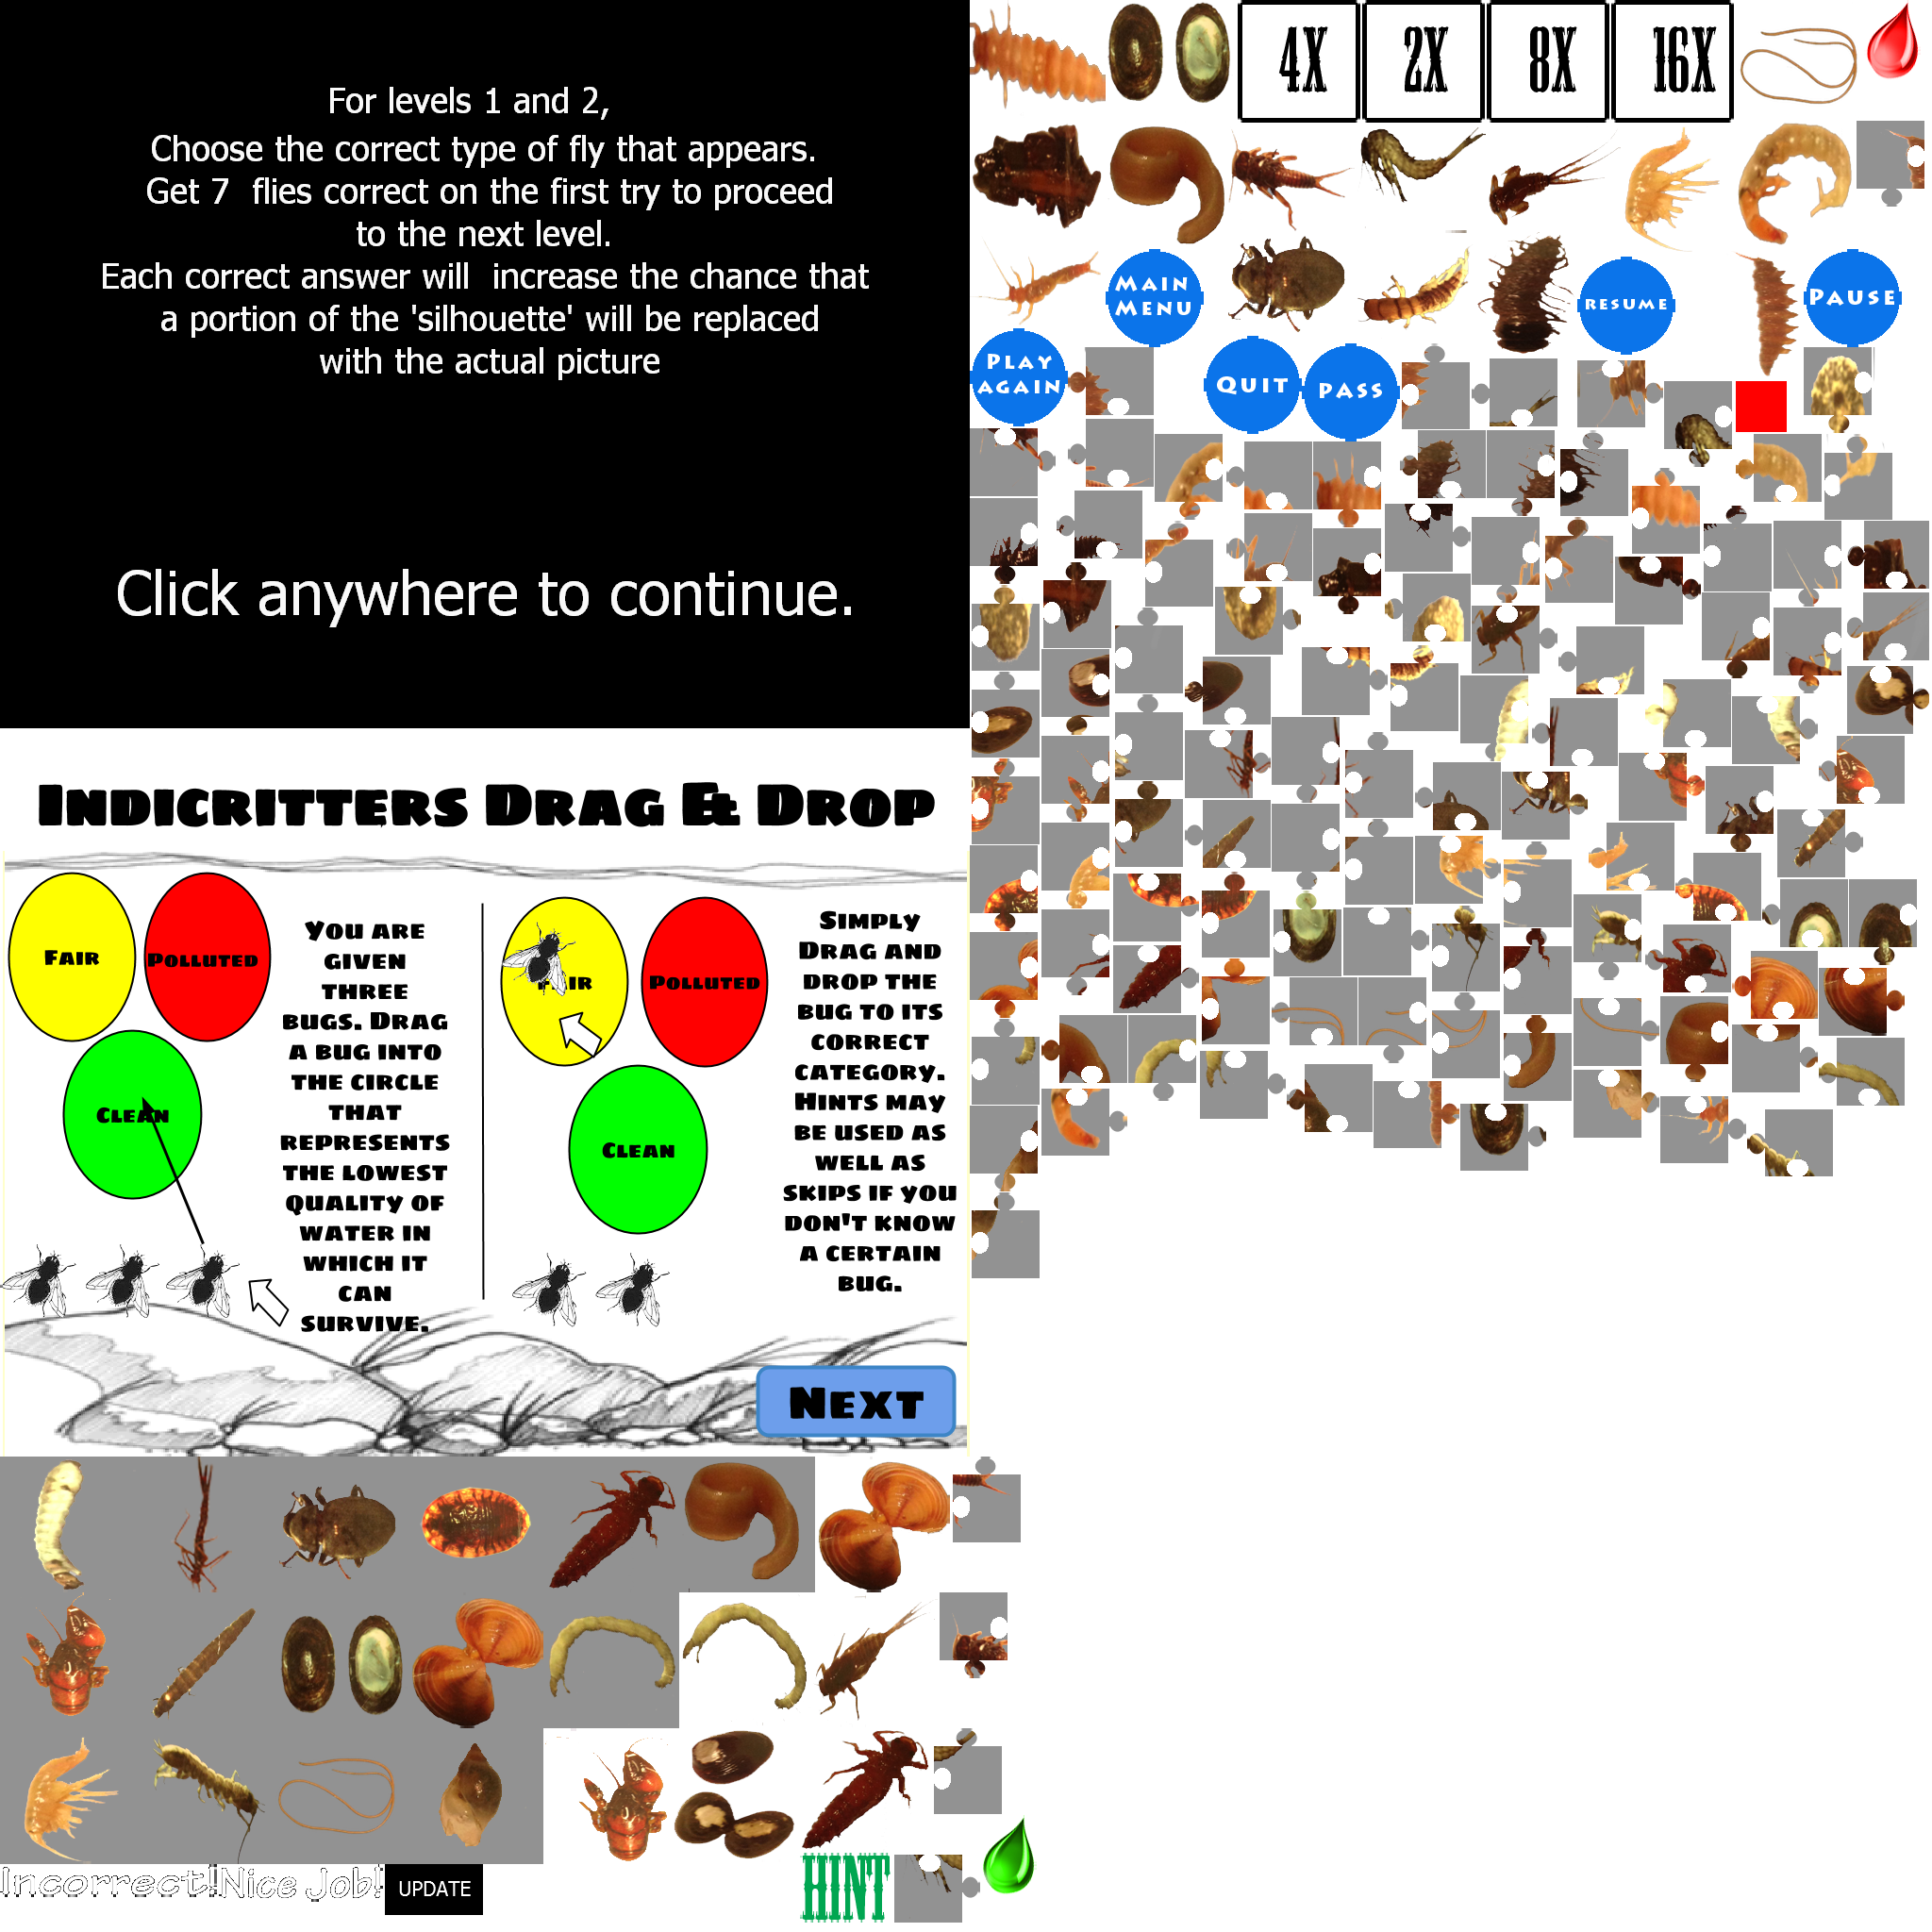 For levels 1 and 2,
Choose the correct type of fly that appears.
Get 7 flies correct on the first try to proceed
to the next level.
Each correct answer will increase the chance that
a portion of the 'silhouette' will be replaced
with the actual picture
Click anywhere to continue.
4X
2X
8X
16X
MAIN
MENU
RESUME
PAUSE
PLAY
AGAIN
QUIT
PASS
INDICRITTERS DRAG & DROP
FAIR
POLLUTED
CLEAN
YOU ARE
GIVEN
THREE
BUGS. DRAG
A BUG INTO
THE CIRCLE
THAT
REPRESENTS
THE LOWEST
QUALITY OF
WATER IN
WHICH IT
CAN
SURVIVE.
POLLUTED
CLEAN
SIMPLY
DRAG AND
DROP THE
BUG TO ITS
CORRECT
CATEGORY.
HINTS MAY
BE USED AS
WELL AS
SKIPS IF YOU
DON'T KNOW
A CERTAIN
BUG.
NEXT
Incorrect!
Nice Job!
UPDATE
HINT